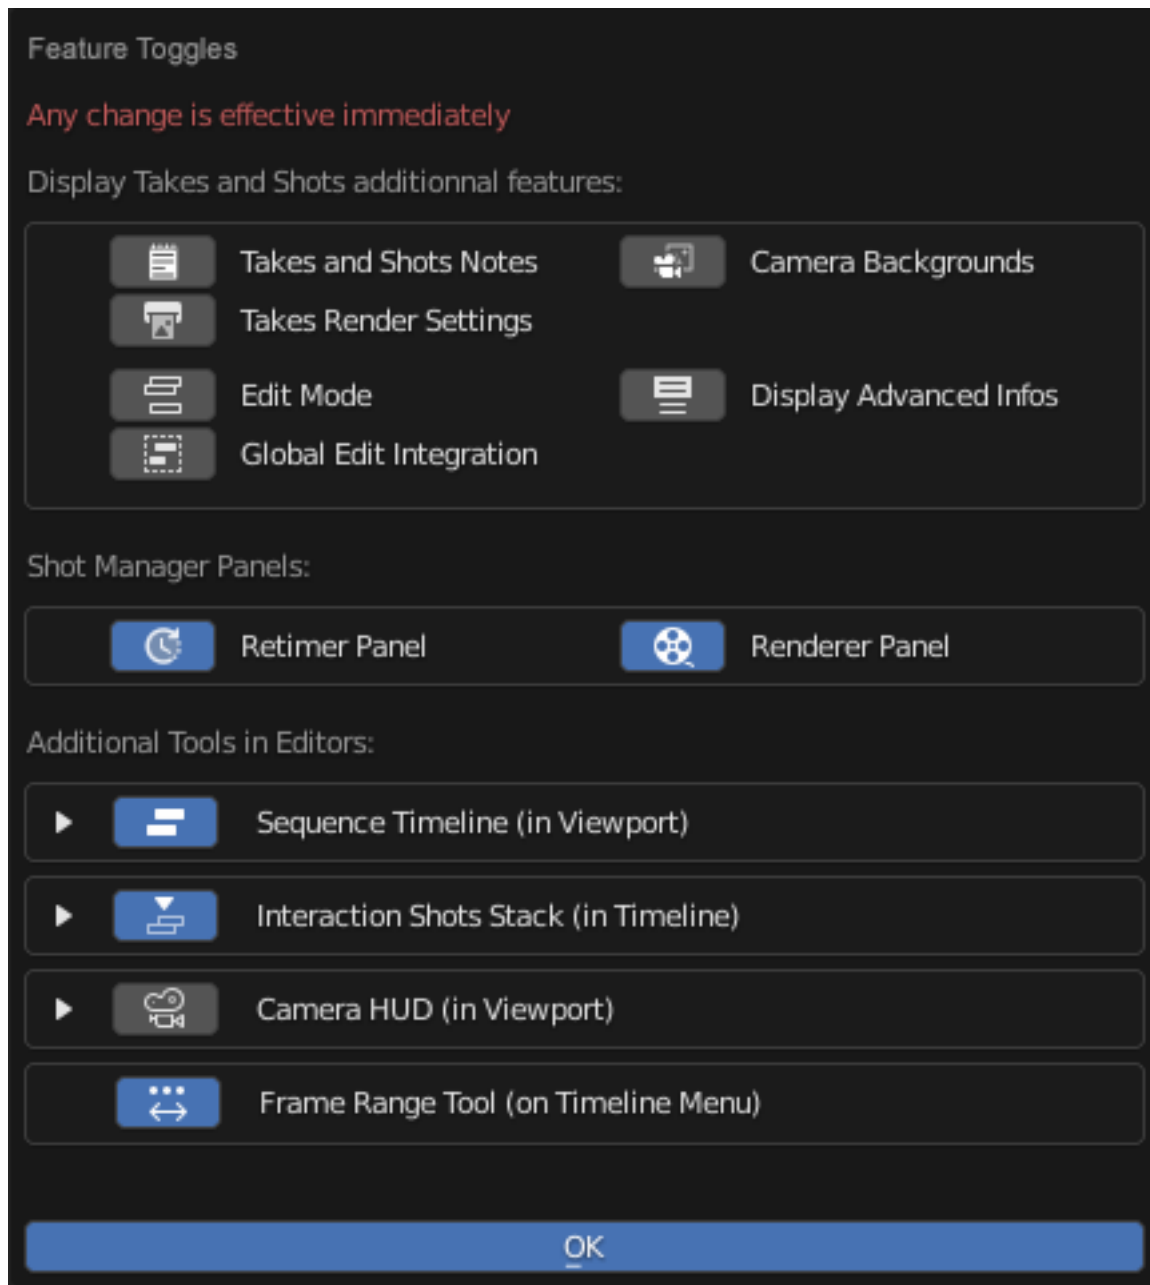 Feature Toggles
Any change is effective immediately
Display Takes and Shots additionnal features:
Takes and Shots Notes
Camera Backgrounds
Takes Render Settings
Edit Mode
Display Advanced Infos
Global Edit Integration
Shot Manager Panels:
Retimer Panel
Renderer Panel
Additional Tools in Editors:
Sequence Timeline (in Viewport)
Interaction Shots Stack (in Timeline)
Camera HUD (in Viewport)
Frame Range Tool (on Timeline Menu)
OK